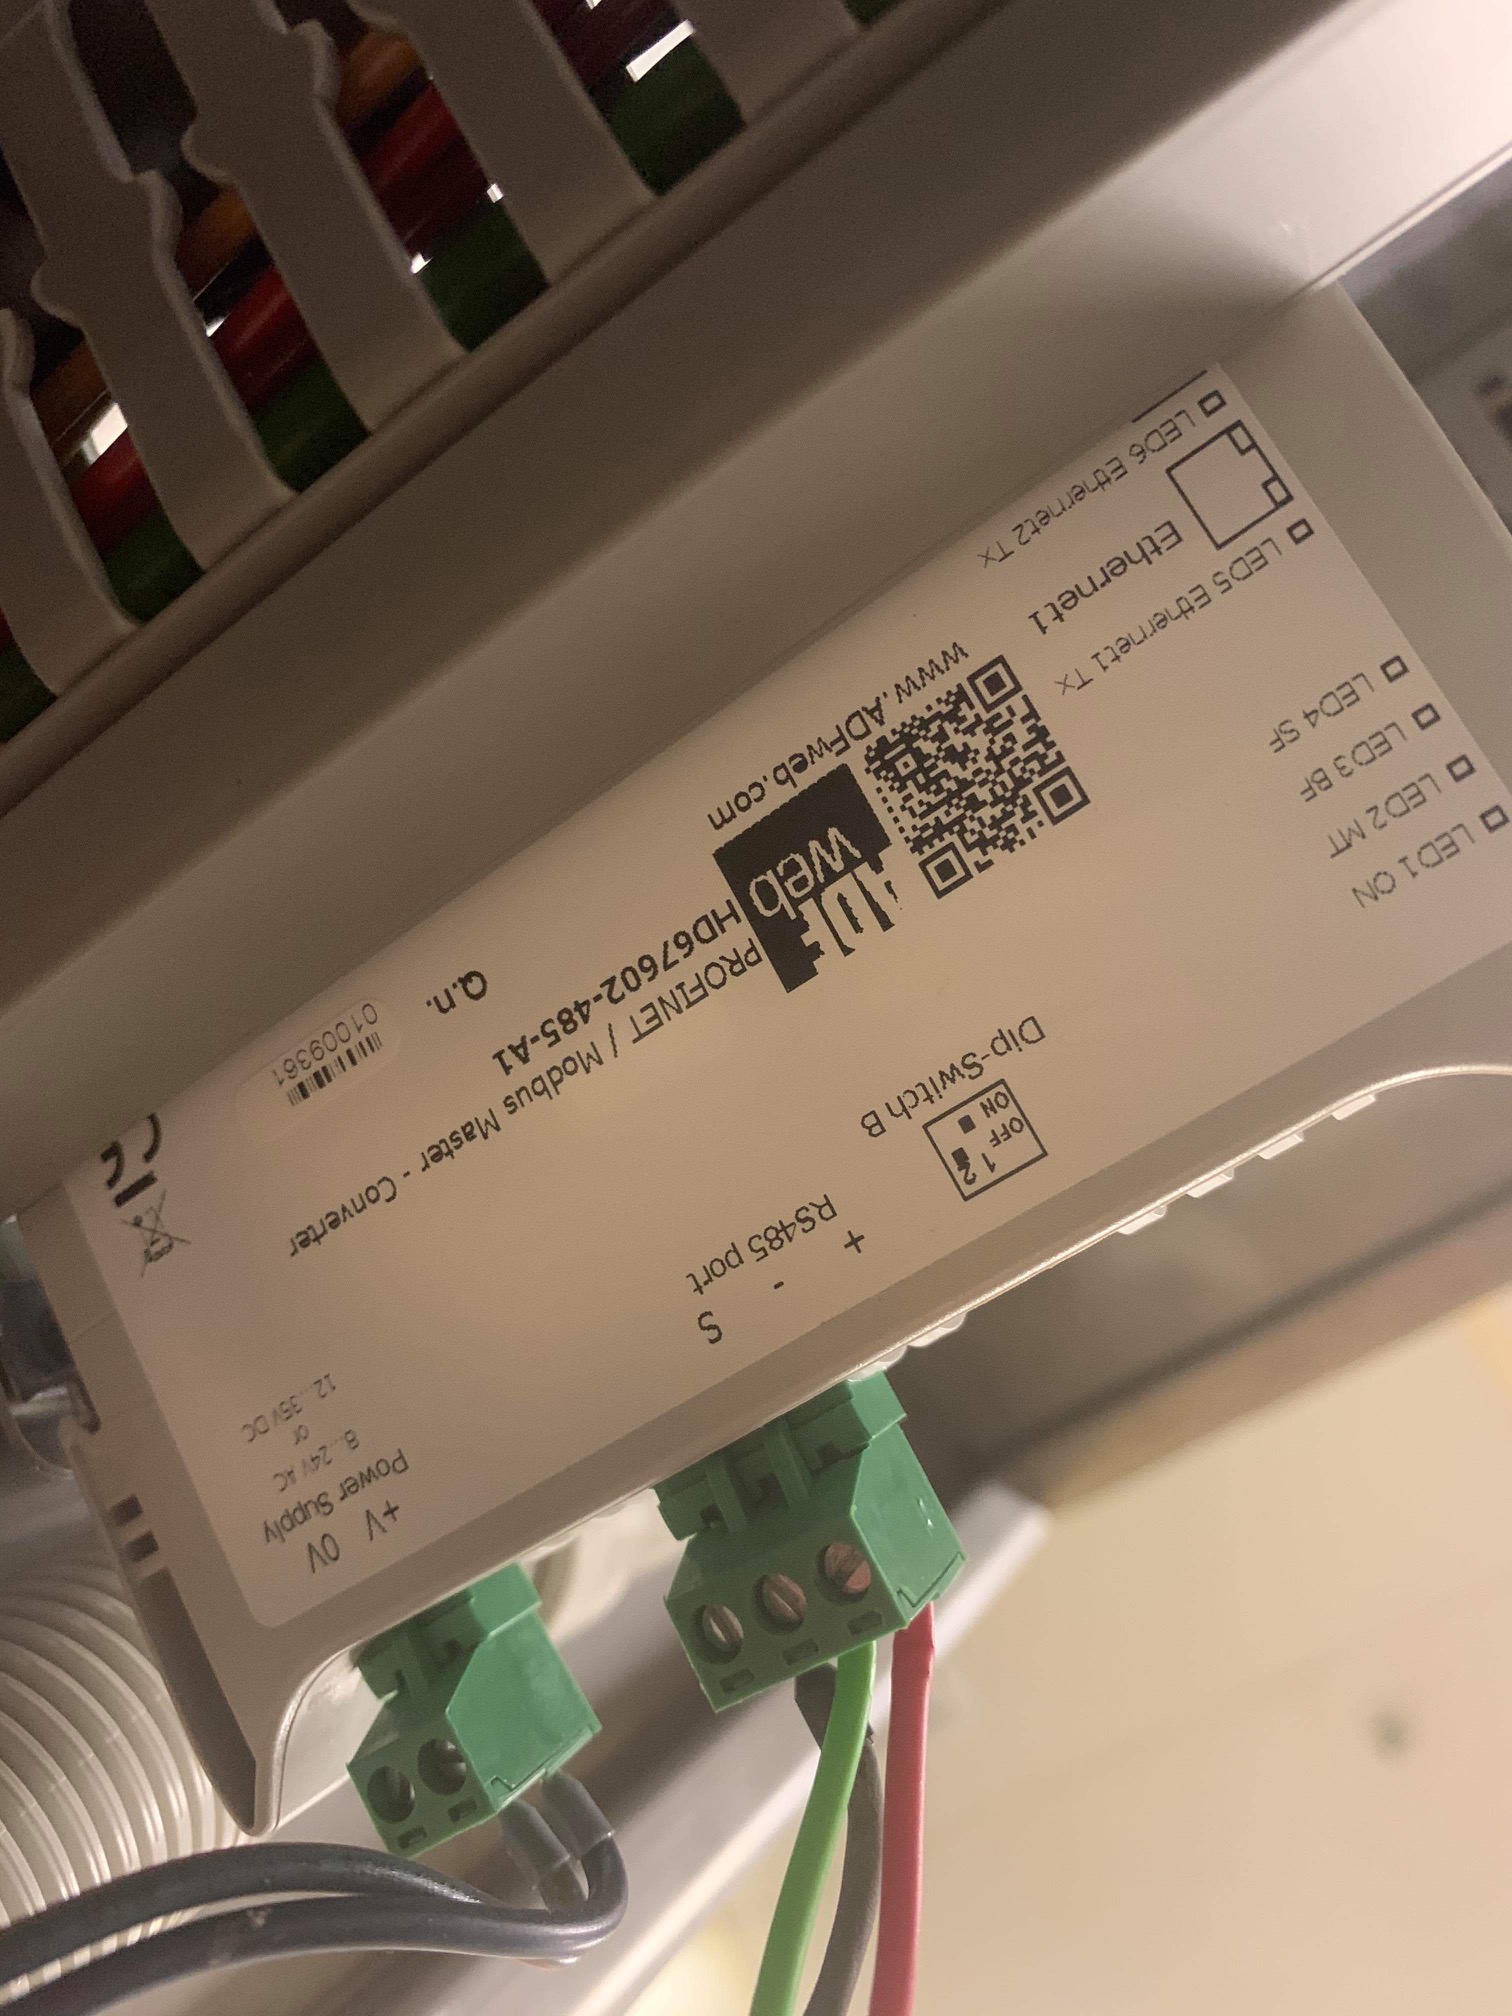 LED1 ON
LED2 MT
LED3 BF
LED4 SF
LED5 Ethernet1 TX
Ethernet1
LED6 Ethernet2 TX
Dip-Switch B
1 2
OFF
ON
ADF
web
www.ADFweb.com
RS485 port
+ - S
HD67602-485-A1
PROFINET / Modbus Master - Converter
Q.n.
01009361
+V 0V
Power Supply
8...24V AC
or
12...35V DC
CE